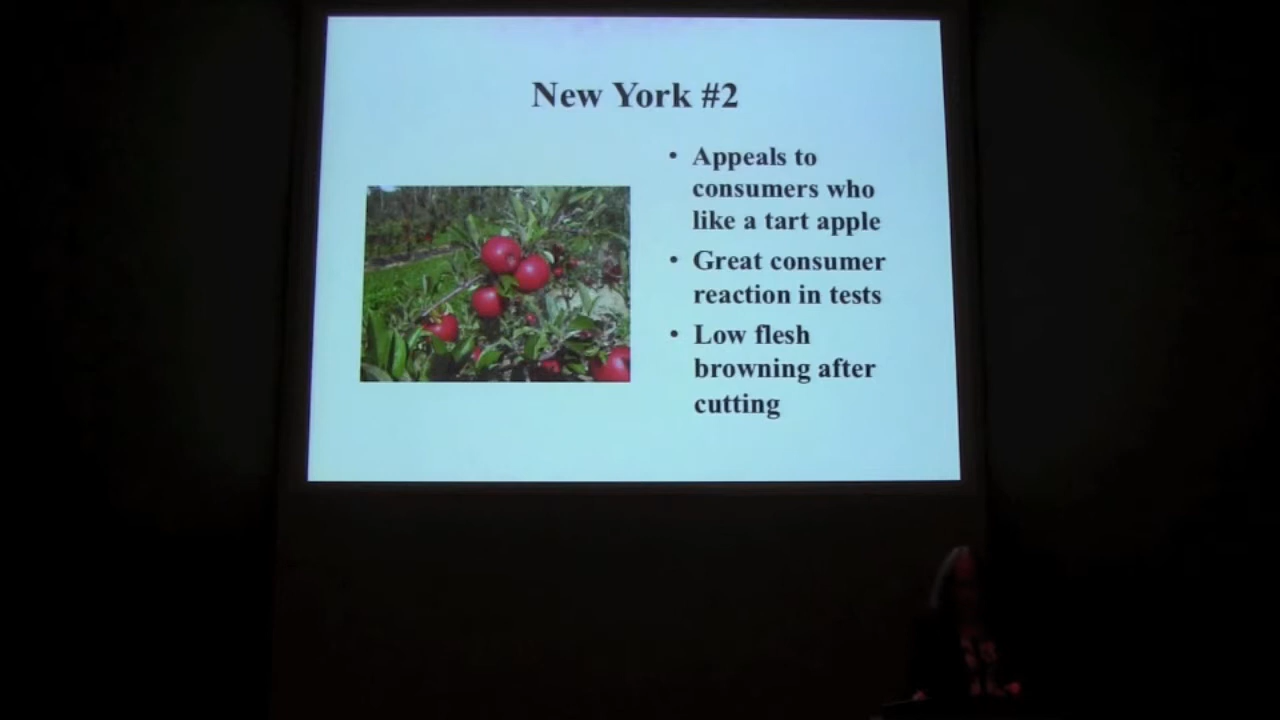 New York #2
• Appeals to
consumers who
like a tart apple
• Great consumer
reaction in tests
• Low flesh
browning after
cutting